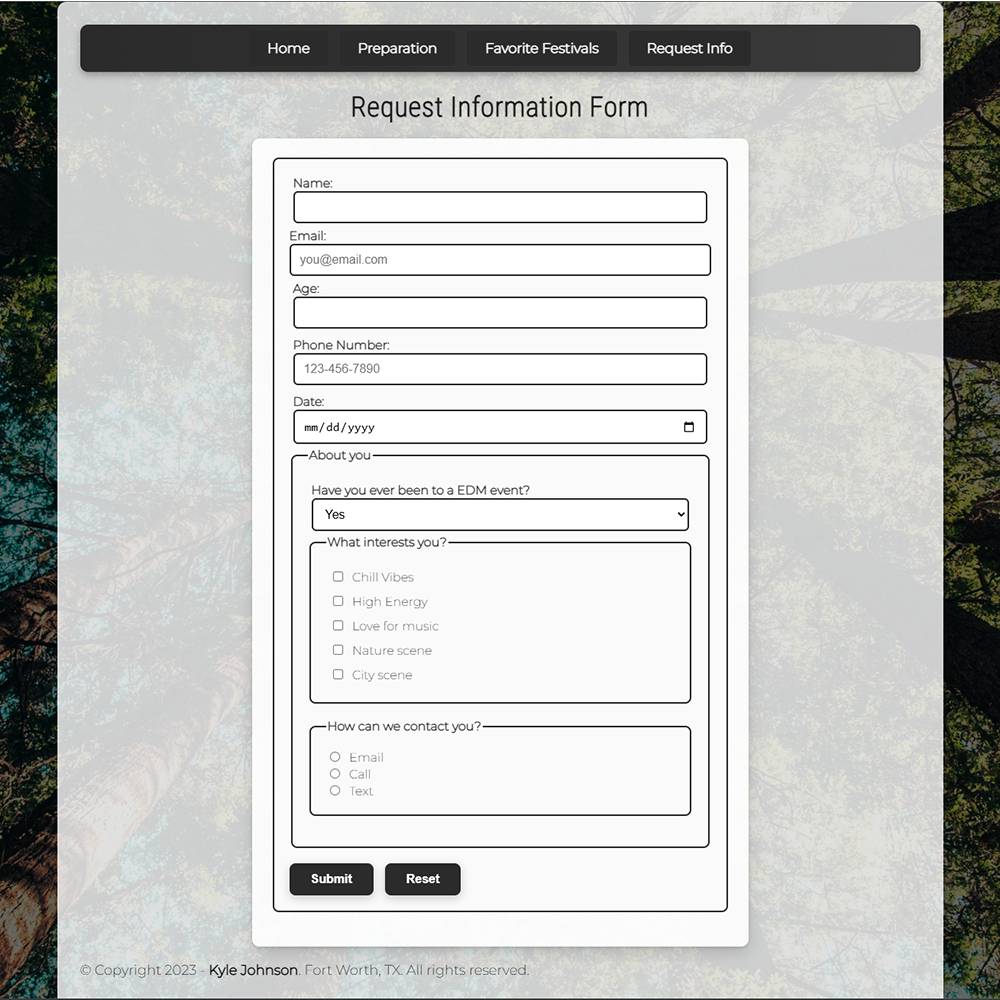 Home Preparation Favorite Festivals Request Info
Request Information Form
Name:
Email:
you@email.com
Age:
Phone Number:
123-456-7890
Date:
mm/dd/yyyy
About you
Have you ever been to a EDM event?
Yes
What interests you?
Chill Vibes
High Energy
Love for music
Nature scene
City scene
How can we contact you?
Email
Call
Text
Submit Reset
© Copyright 2023 - Kyle Johnson. Fort Worth, TX. All rights reserved.